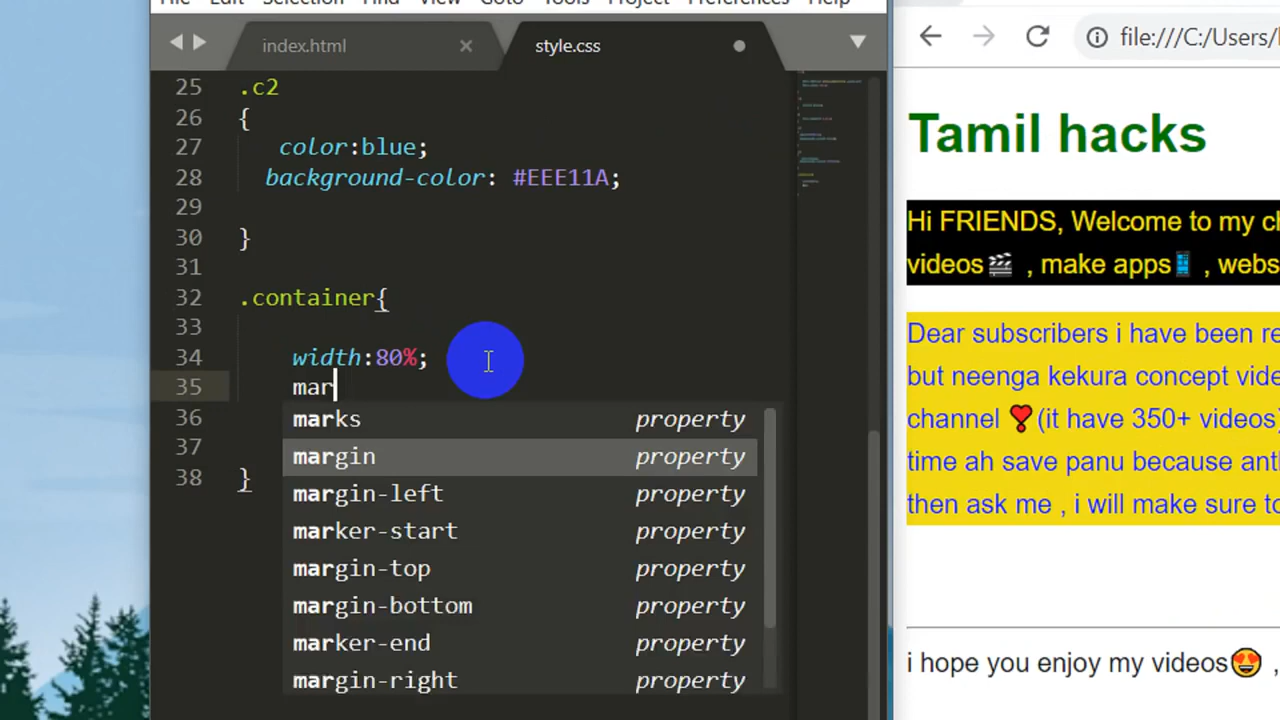 File Edit Selection Find View Goto Tools Project Preferences Help
index.html
style.css
file:///C:/Users/
25 .c2
26 {
27 color:blue;
28 background-color: #EEE11A;
29
30 }
31
32 .container{
33
34 width:80%;
35 mar
36
37
38 }
marks property
margin property
margin-left property
marker-start property
margin-top property
margin-bottom property
marker-end property
margin-right property
Tamil hacks
Hi FRIENDS, Welcome to my
videos🎬 , make apps📱 , webs
Dear subscribers i have been re
but neenga kekura concept vide
channel ❣️(it have 350+ videos)
time ah save panu because ant
then ask me , i will make sure to
i hope you enjoy my videos😍 ,